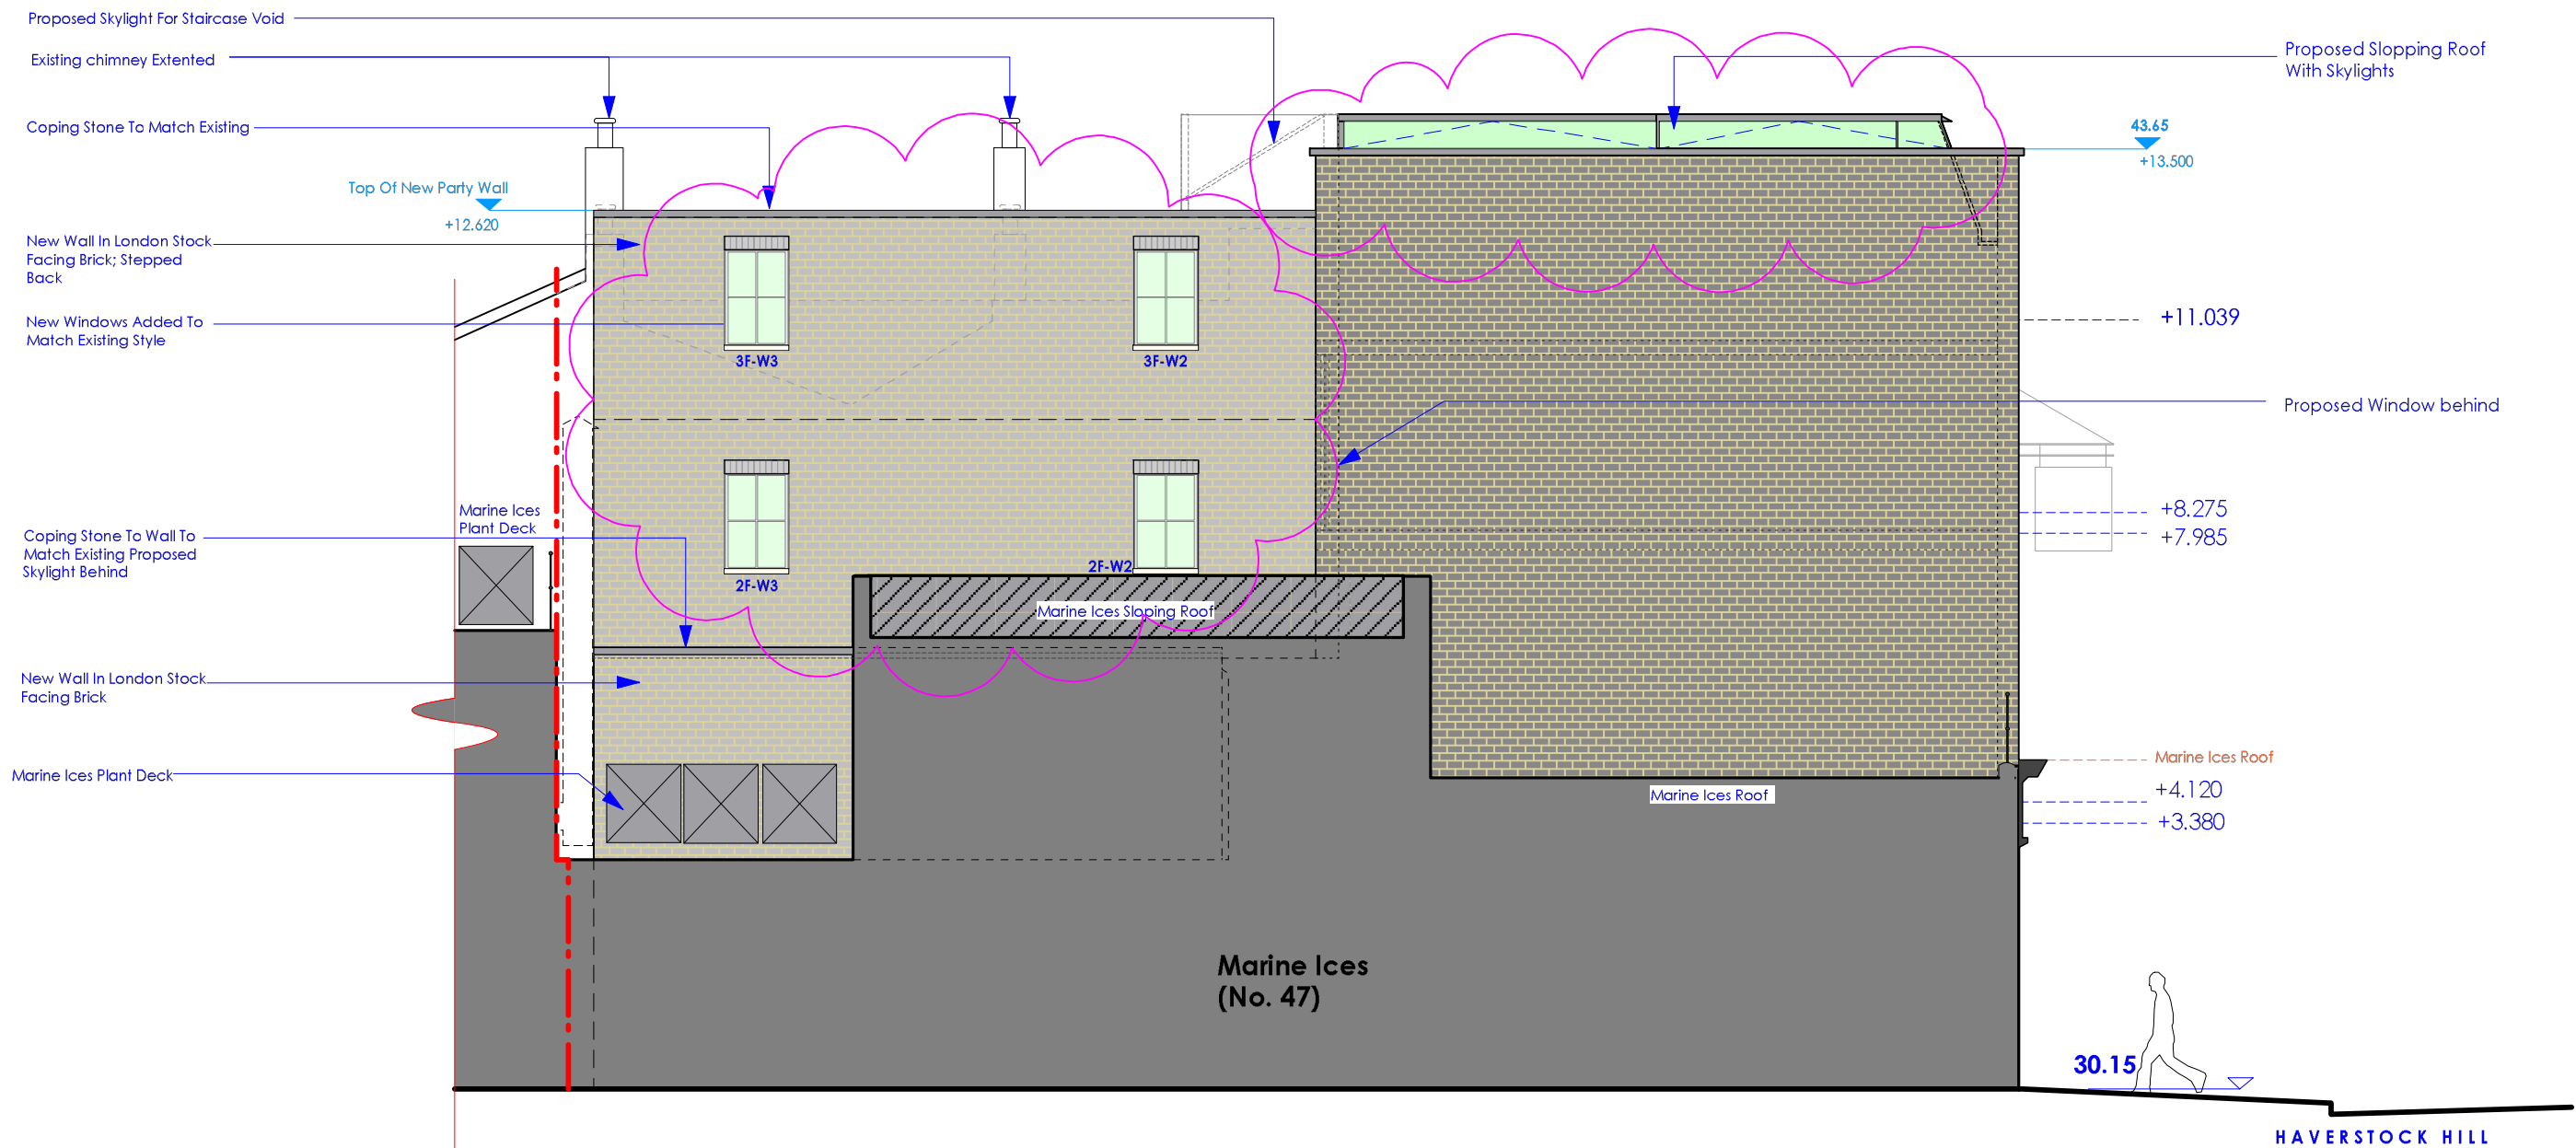 Proposed Skylight For Staircase Void
Existing chimney Extented
Coping Stone To Match Existing
Top Of New Party Wall
+12.620
New Wall In London Stock
Facing Brick; Stepped
Back
New Windows Added To
Match Existing Style
Marine Ices
Plant Deck
Coping Stone To Wall To
Match Existing Proposed
Skylight Behind
New Wall In London Stock
Facing Brick
Marine Ices Plant Deck
3F-W3
3F-W2
2F-W3
2F-W2
Marine Ices Sloping Roof
Marine Ices Roof
Marine Ices
(No. 47)
Proposed Slopping Roof
With Skylights
43.65
+13.500
+11.039
Proposed Window behind
+8.275
+7.985
Marine Ices Roof
+4.120
+3.380
30.15
HAVERSTOCK HILL